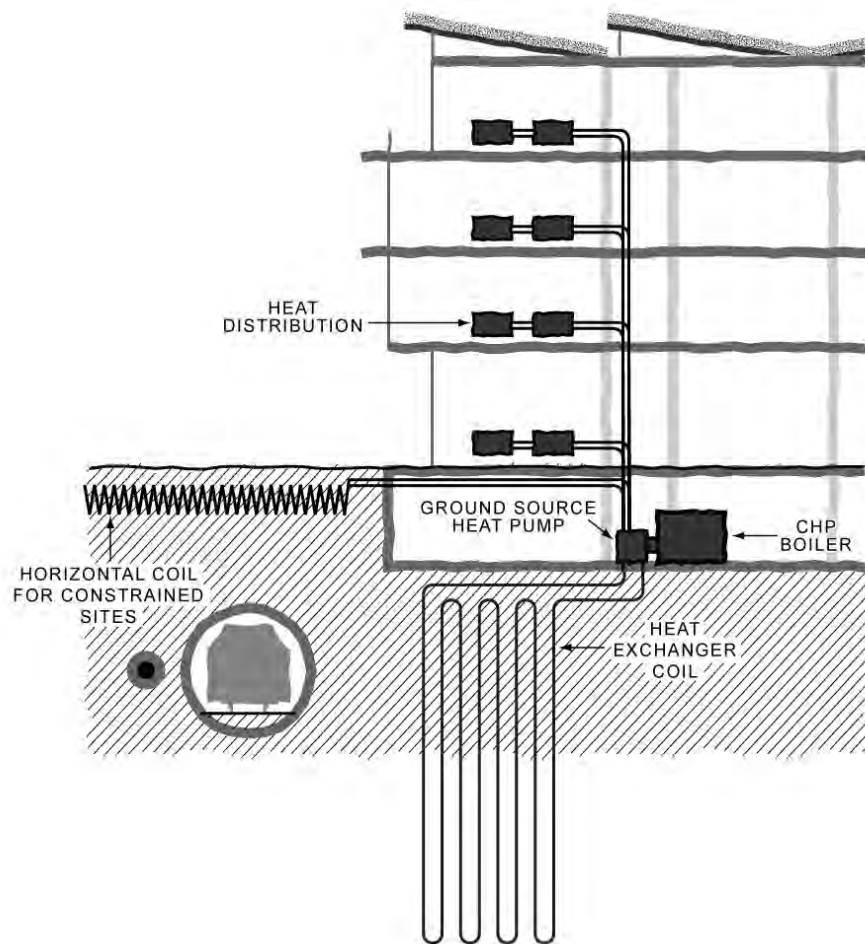 HEAT
DISTRIBUTION
GROUND SOURCE
HEAT PUMP
CHP
BOILER
HORIZONTAL COIL
FOR CONSTRAINED
SITES
HEAT
EXCHANGER
COIL